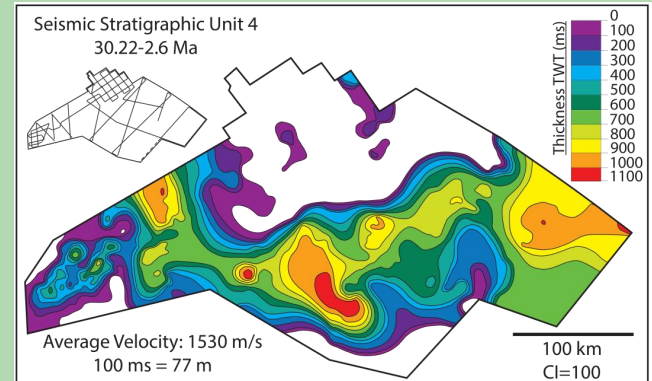 Seismic Stratigraphic Unit 4
30.22-2.6 Ma
Thickness TWT (ms)
0
100
200
300
400
500
600
700
800
900
1000
1100
Average Velocity: 1530 m/s
100 ms = 77 m
100 km
CI=100